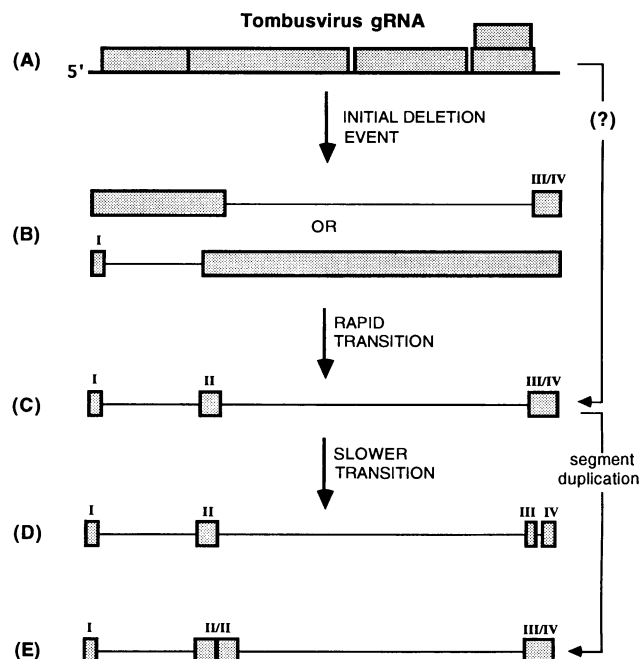 Tombusvirus gRNA
(A)
5'
(?)
INITIAL DELETION
EVENT
III/IV
(B)
OR
I
RAPID
TRANSITION
I II III/IV
(C)
SLOWER
TRANSITION
segment
duplication
I II III IV
(D)
I II/II III/IV
(E)